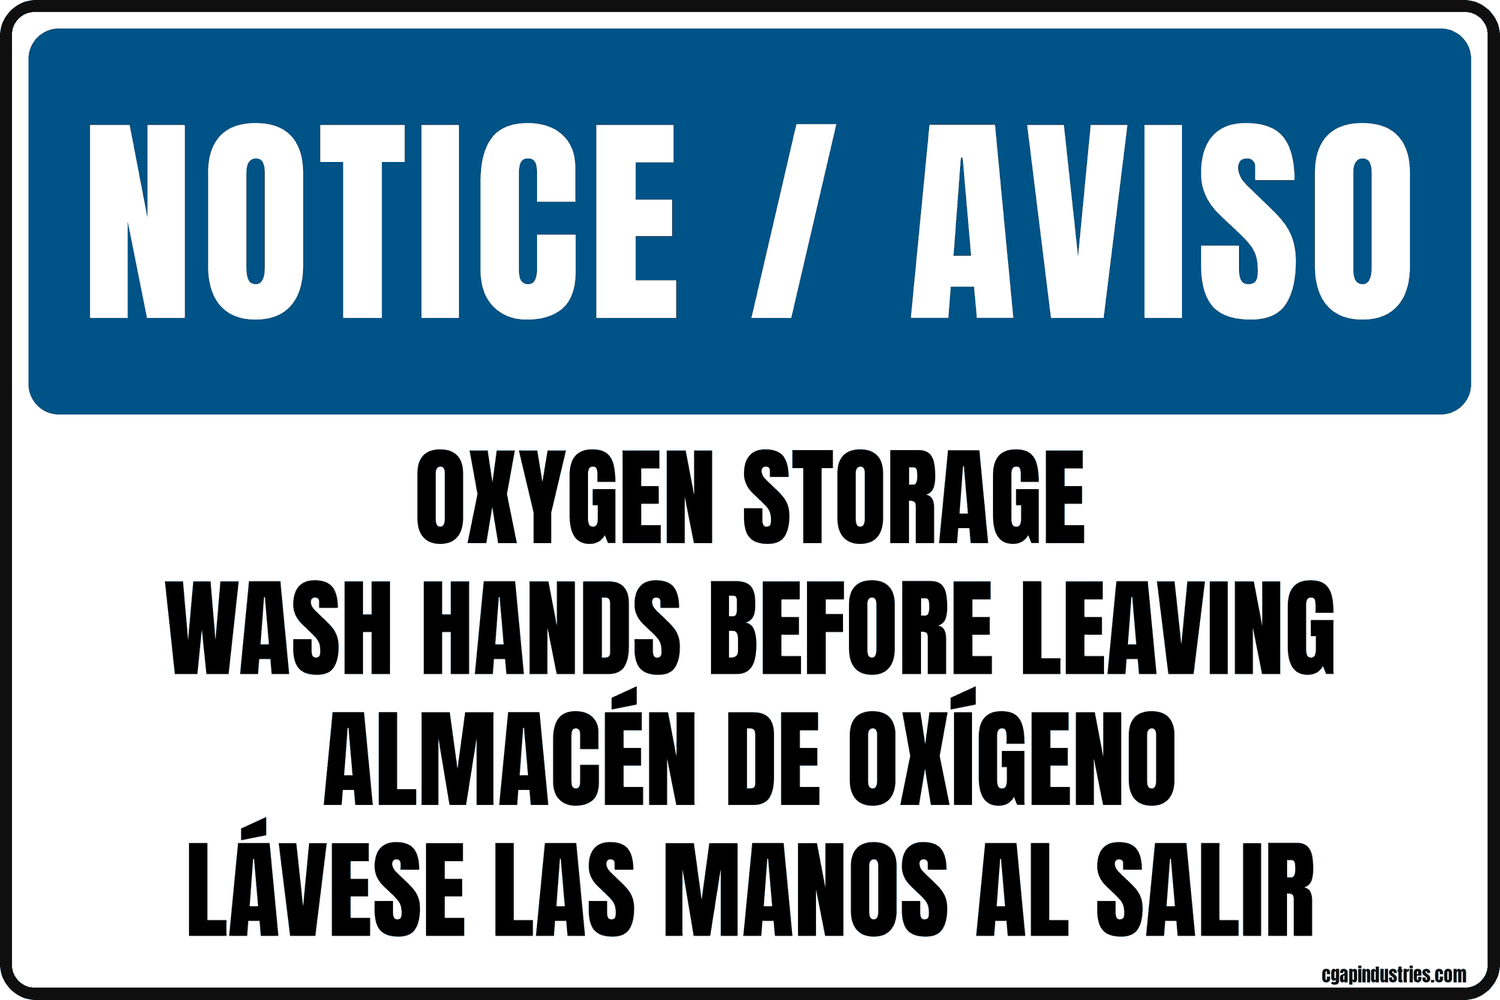 NOTICE / AVISO
OXYGEN STORAGE
WASH HANDS BEFORE LEAVING
ALMACÉN DE OXÍGENO
LÁVESE LAS MANOS AL SALIR
cgapindustries.com